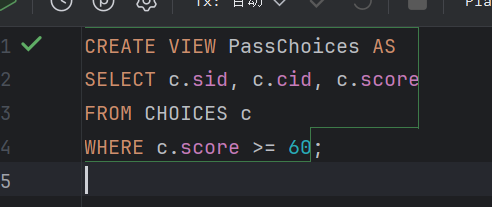 Tx: 自动
1 CREATE VIEW PassChoices AS
2 SELECT c.sid, c.cid, c.score
3 FROM CHOICES c
4 WHERE c.score >= 60;
5